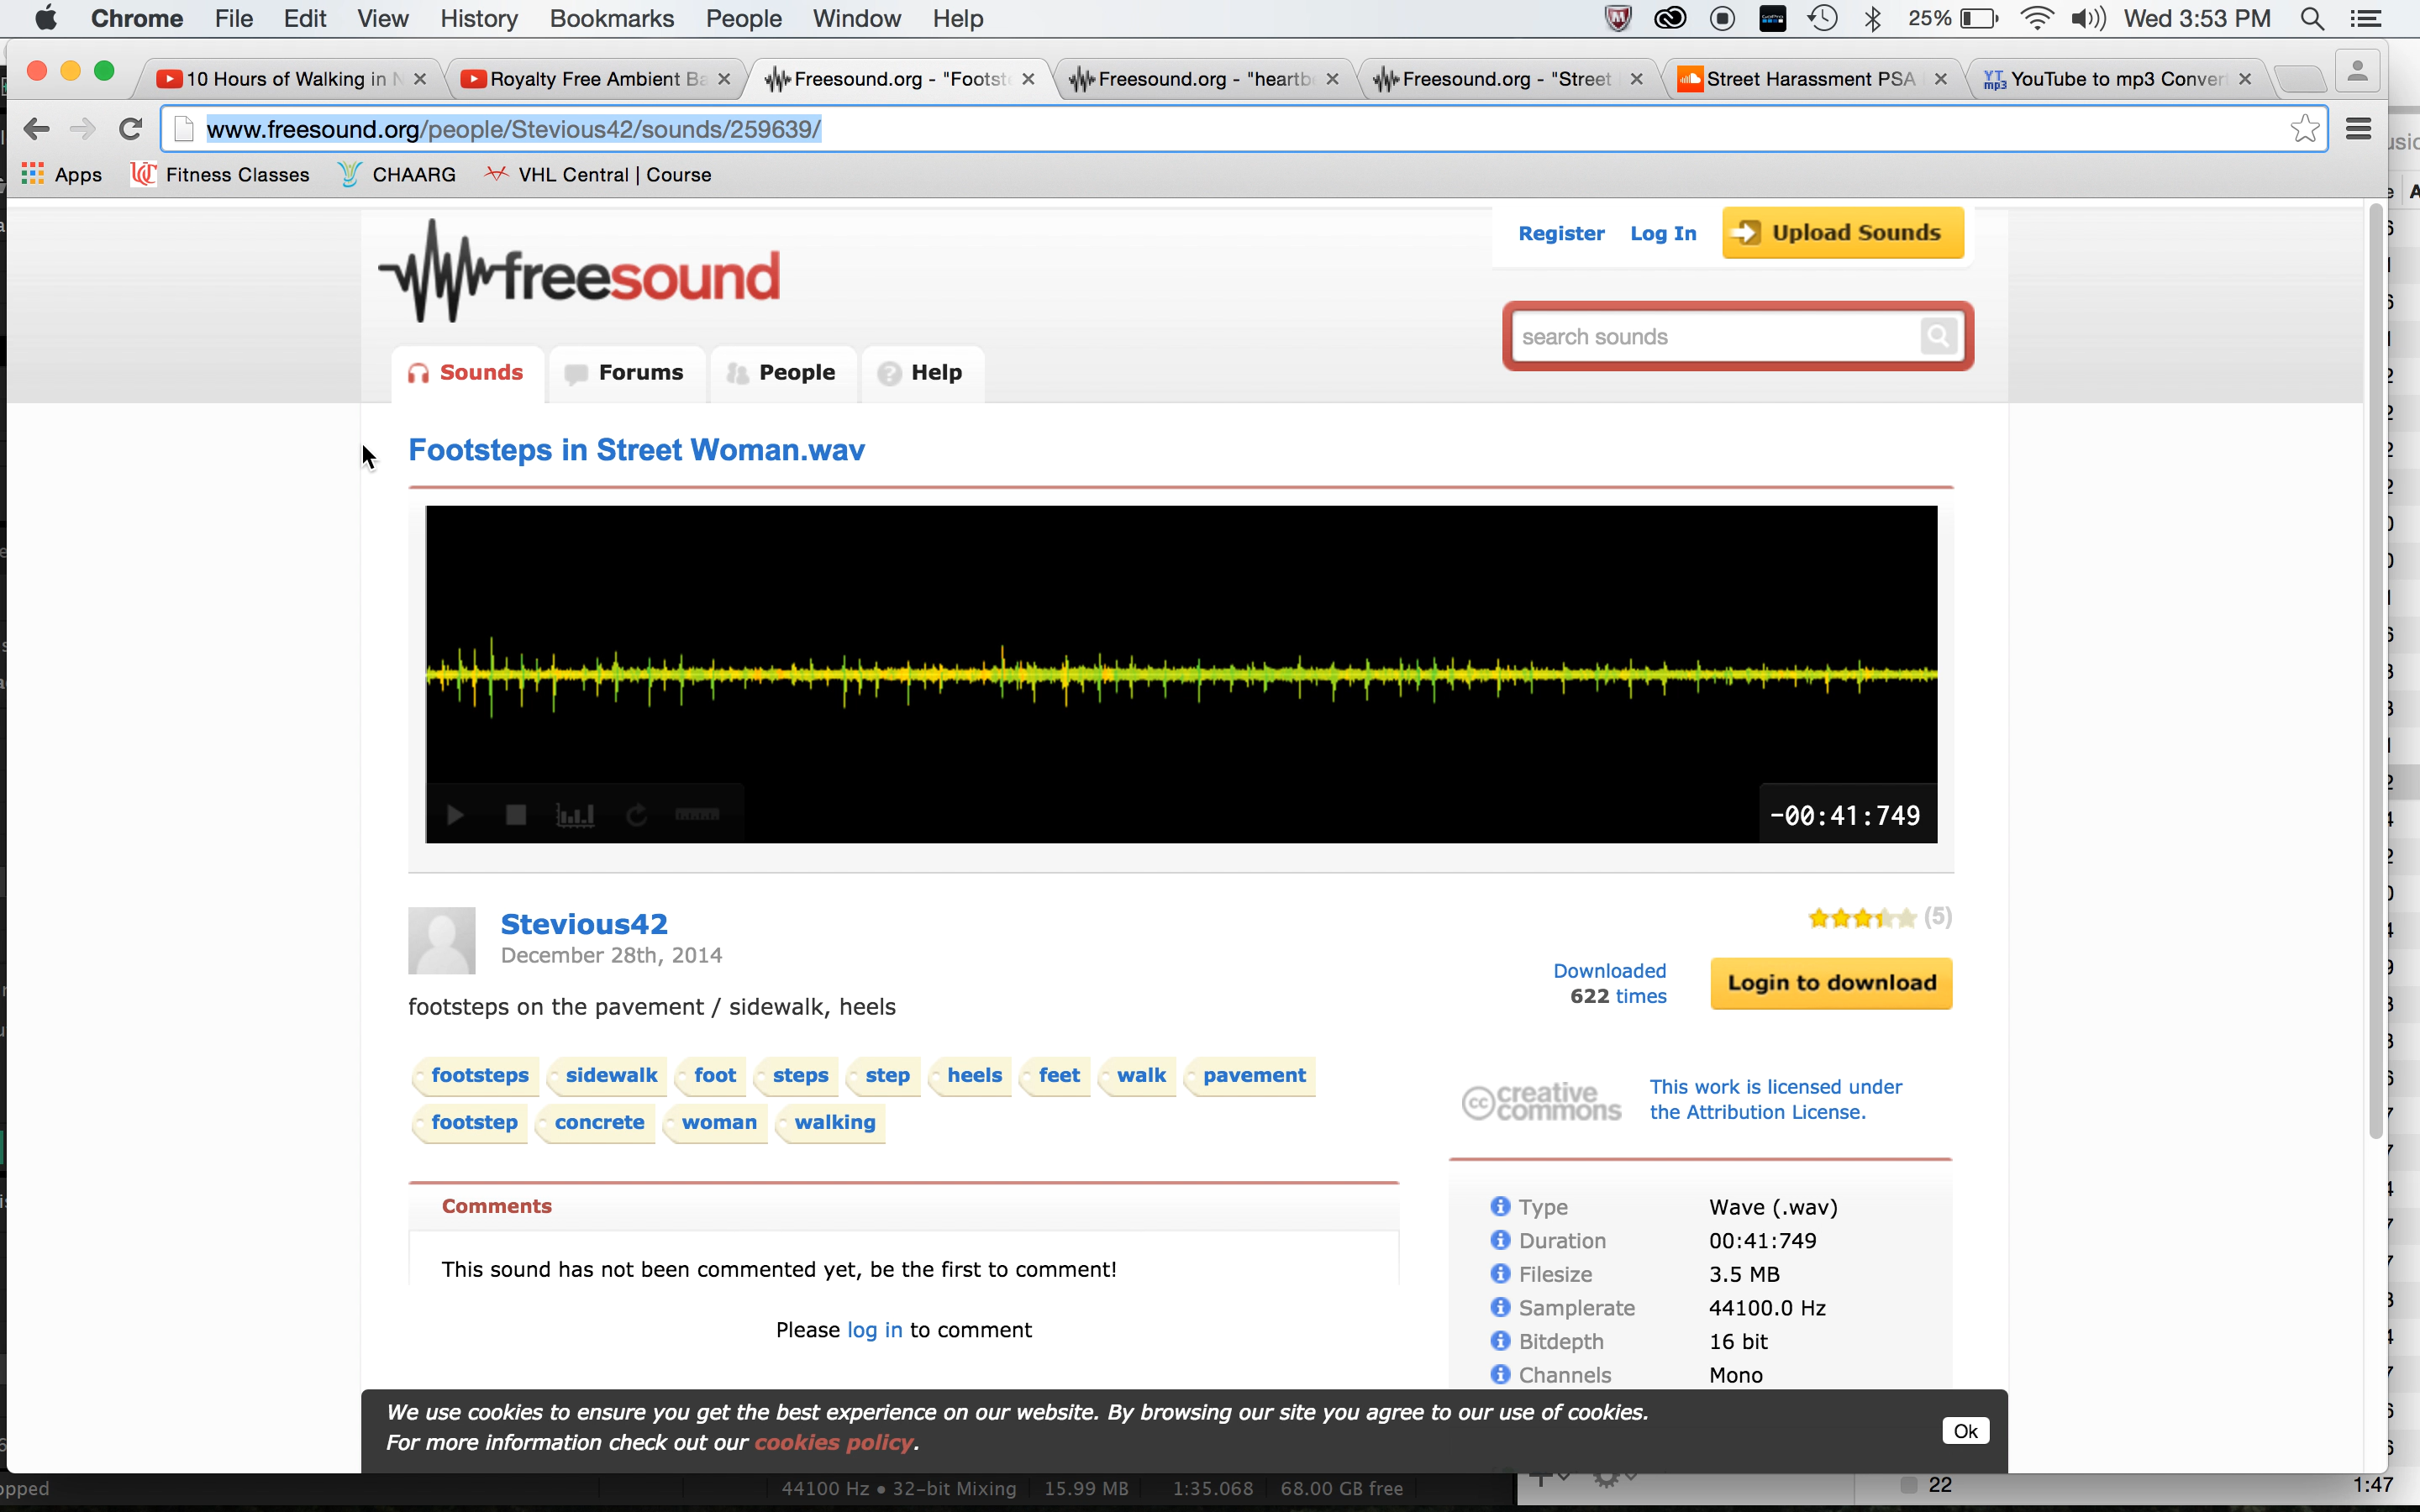 Chrome File Edit View History Bookmarks People Window Help 25% Wed 3:53 PM
10 Hours of Walking in N Royalty Free Ambient Ba Freesound.org - "Footste Freesound.org - "heartb Freesound.org - "Street Street Harassment PSA YouTube to mp3 Conver
www.freesound.org/people/Stevious42/sounds/259639/
Apps Fitness Classes CHAARG VHL Central | Course
Register Log In Upload Sounds
freesound
search sounds
Sounds Forums People Help
Footsteps in Street Woman.wav
-00:41:749
Stevious42
(5)
December 28th, 2014
Downloaded
622 times
Login to download
footsteps on the pavement / sidewalk, heels
footsteps sidewalk foot steps step heels feet walk pavement
footstep concrete woman walking
creative commons
This work is licensed under
the Attribution License.
Comments
This sound has not been commented yet, be the first to comment!
Please log in to comment
Type Wave (.wav)
Duration 00:41:749
Filesize 3.5 MB
Samplerate 44100.0 Hz
Bitdepth 16 bit
Channels Mono
We use cookies to ensure you get the best experience on our website. By browsing our site you agree to our use of cookies.
For more information check out our cookies policy.
Ok
44100 Hz • 32-bit Mixing 15.99 MB 1:35.068 68.00 GB free 22 1:47